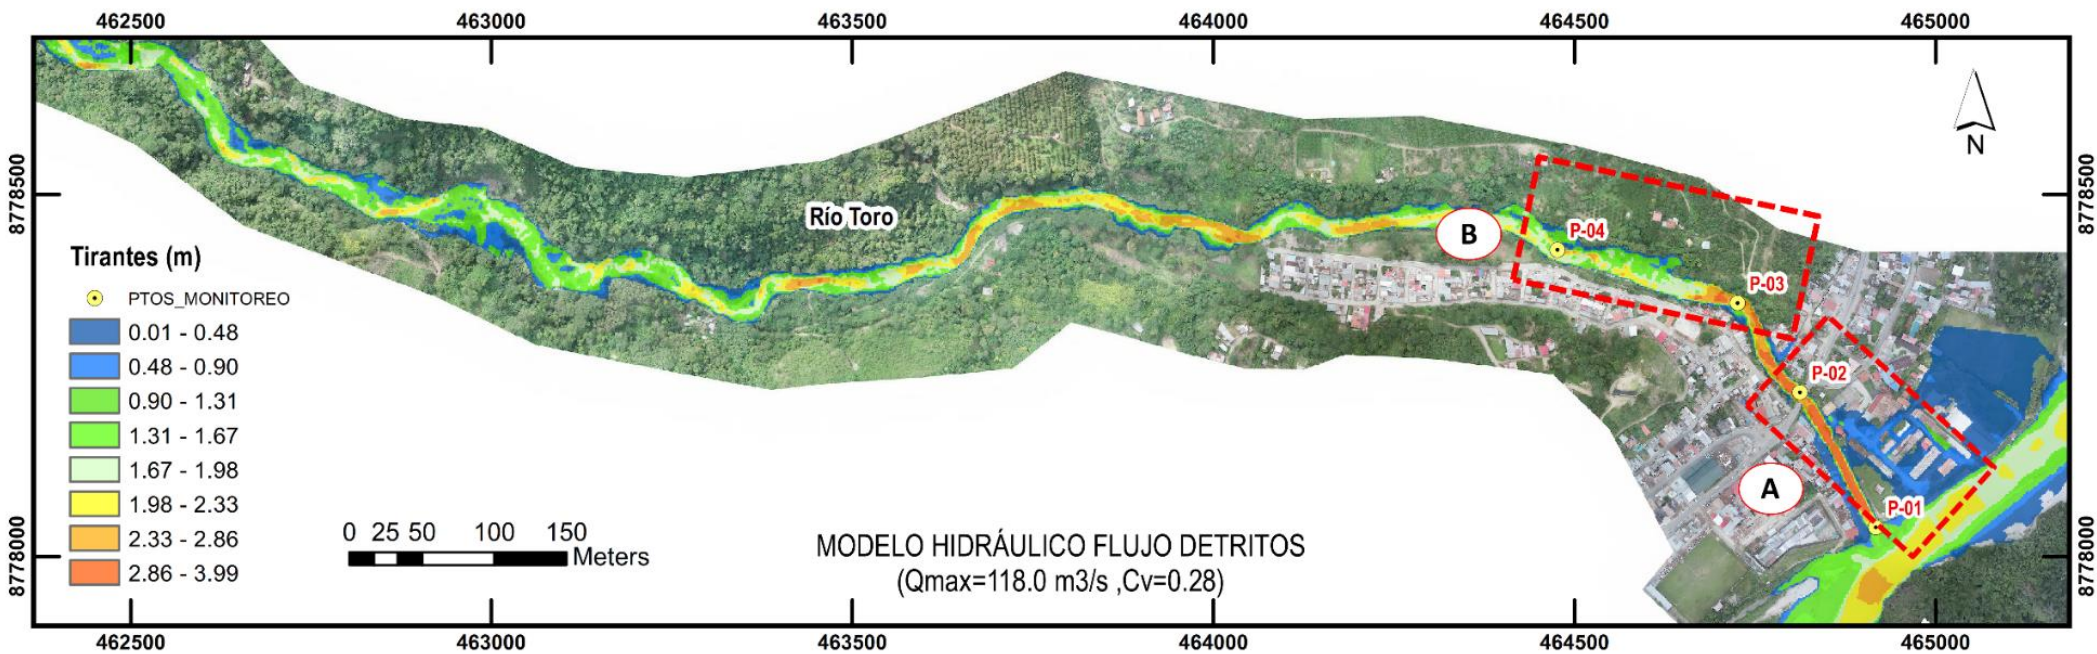 462500 463000 463500 464000 464500 465000
8778500
8778500
N
Río Toro
B
P-04
P-03
P-02
A
P-01
Tirantes (m)
PTOS_MONITOREO
0.01 - 0.48
0.48 - 0.90
0.90 - 1.31
1.31 - 1.67
1.67 - 1.98
1.98 - 2.33
2.33 - 2.86
2.86 - 3.99
0 25 50 100 150
Meters
MODELO HIDRÁULICO FLUJO DETRITOS
(Qmax=118.0 m3/s ,Cv=0.28)
8778000
8778000
462500 463000 463500 464000 464500 465000